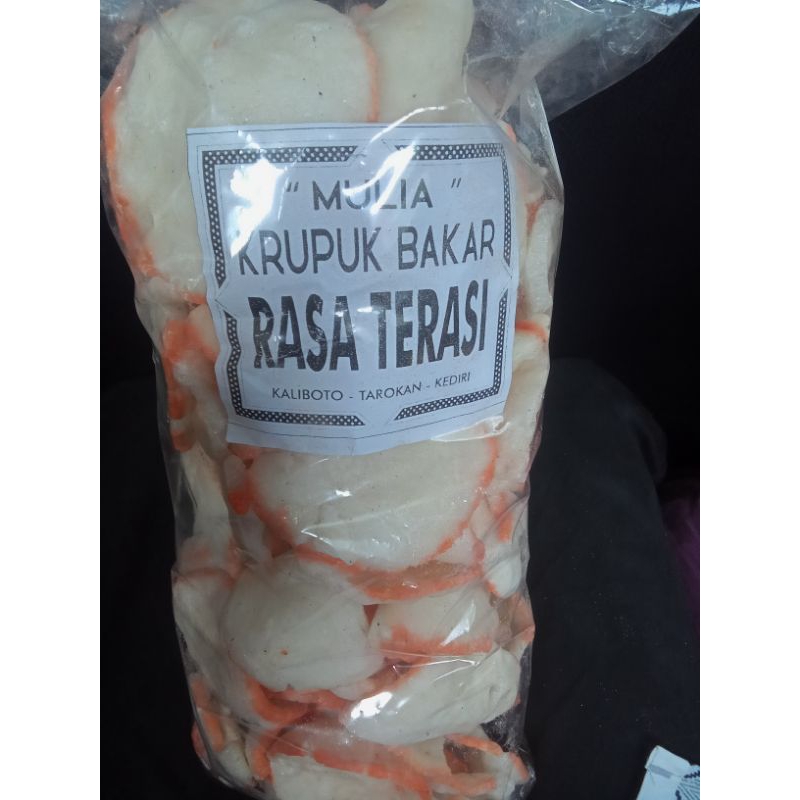 " MULIA "
KRUPUK BAKAR
RASA TERASI
KALIBOTO - TAROKAN - KEDIRI